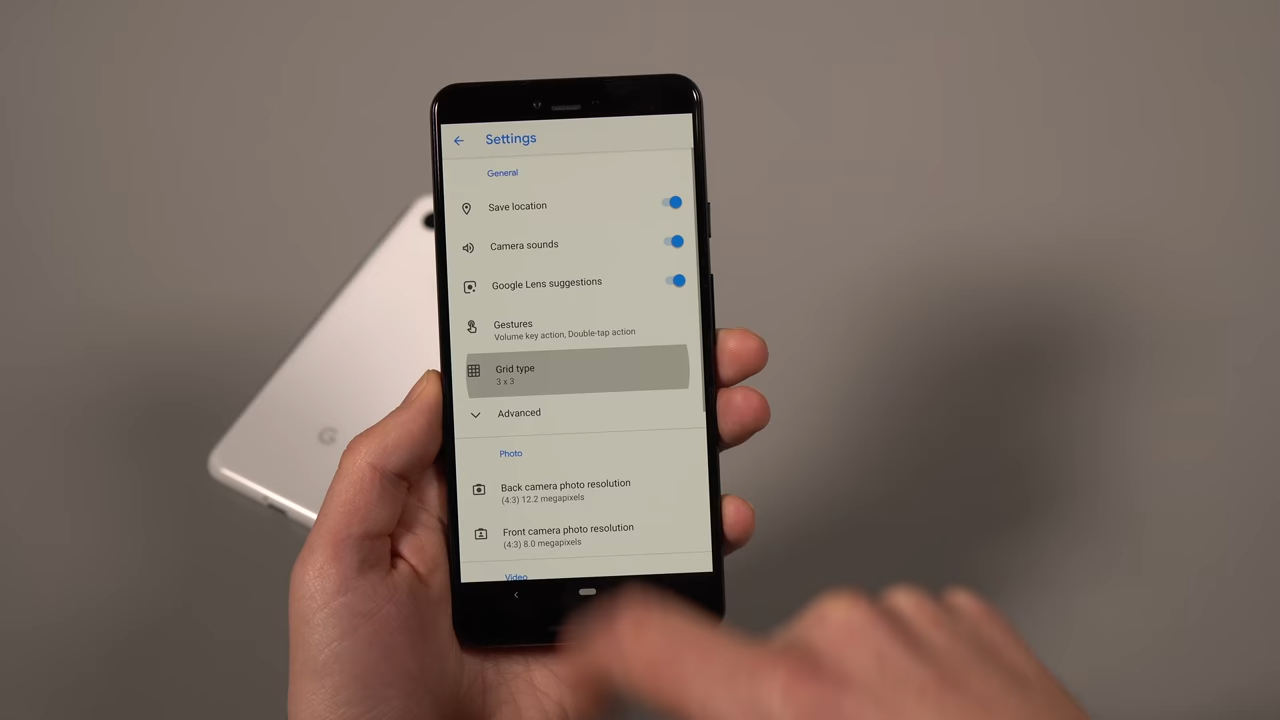 Settings
General
Save location
Camera sounds
Google Lens suggestions
Gestures
Volume key action, Double-tap action
Grid type
3 x 3
Advanced
Photo
Back camera photo resolution
(4:3) 12.2 megapixels
Front camera photo resolution
(4:3) 8.0 megapixels
Video
G